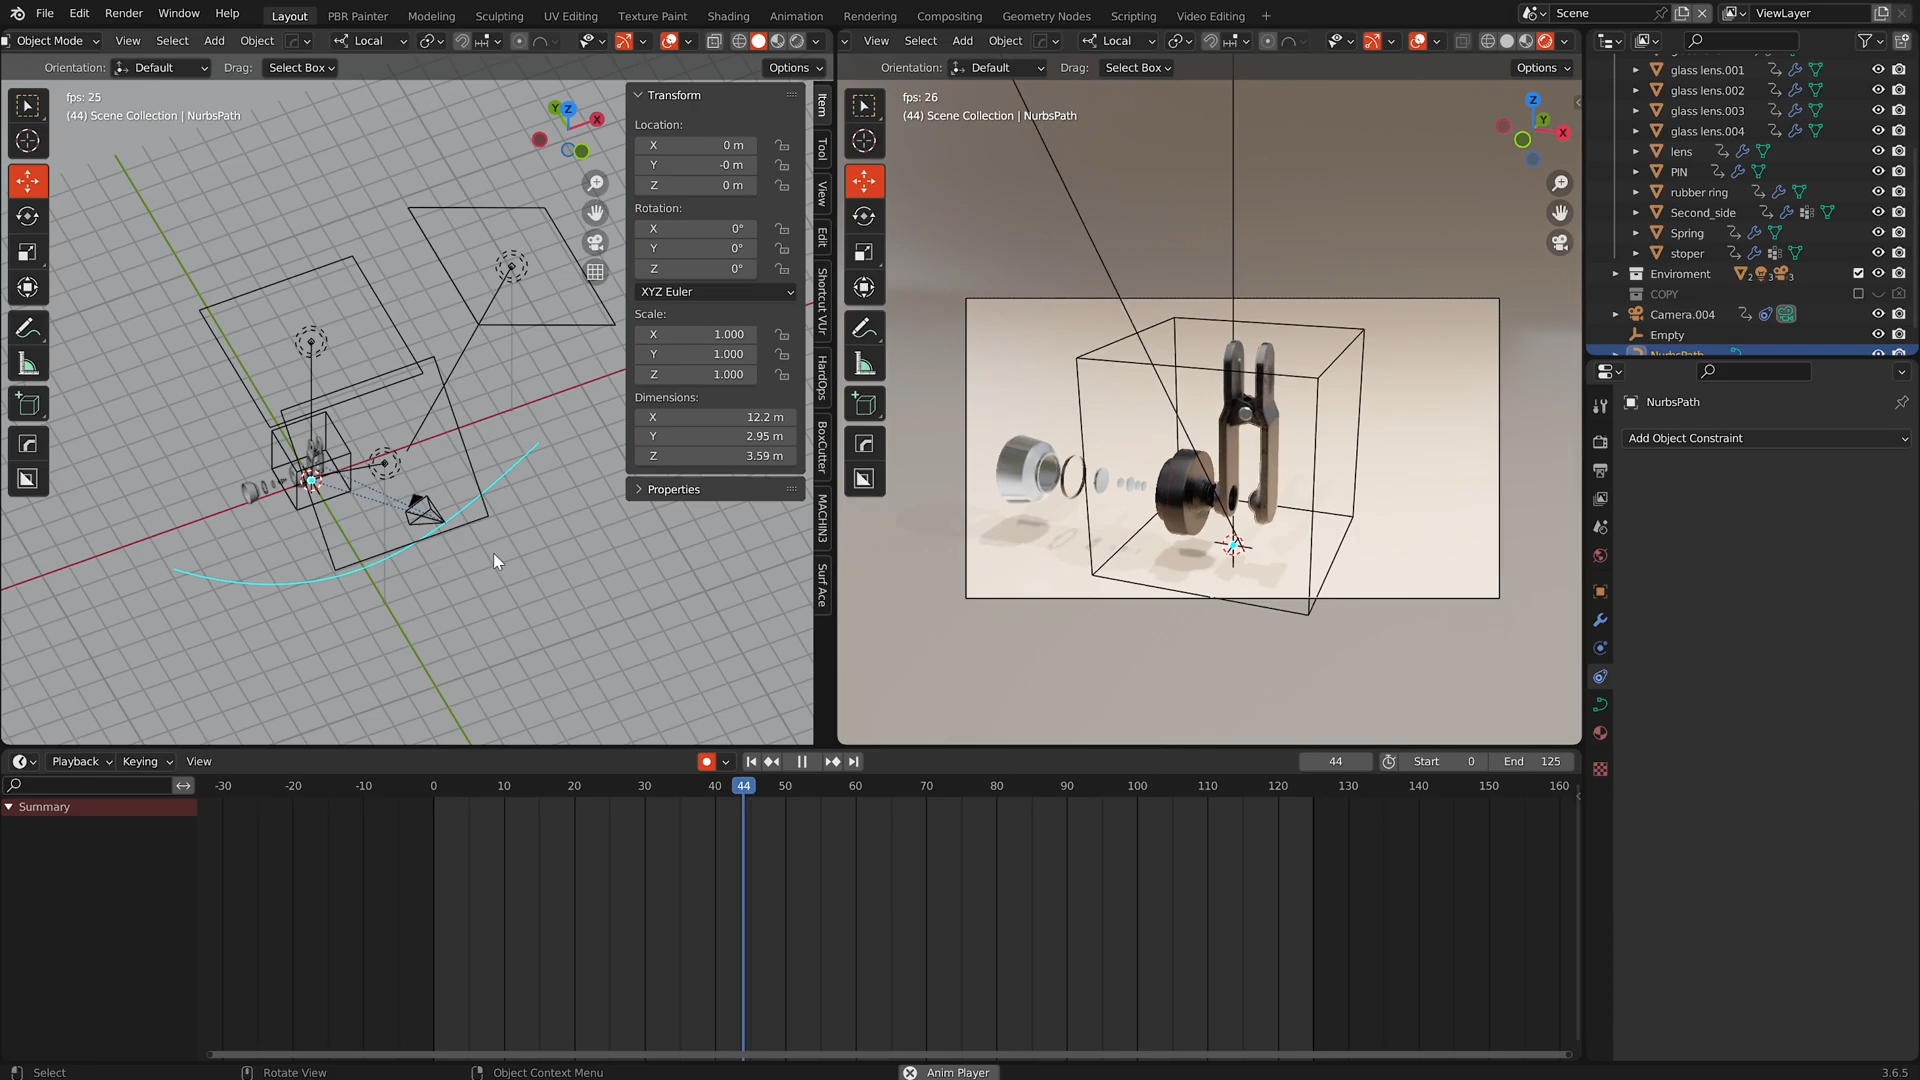 File Edit Render Window Help Layout PBR Painter Modeling Sculpting UV Editing Texture Paint Shading Animation Rendering Compositing Geometry Nodes Scripting Video Editing + Scene ViewLayer
Object Mode View Select Add Object Local
View Select Add Object Local
Orientation: Default Drag: Select Box Options
Orientation: Default Drag: Select Box Options
fps: 25
(44) Scene Collection | NurbsPath
Y Z X
Transform
Location:
X 0 m
Y -0 m
Z 0 m
Rotation:
X 0°
Y 0°
Z 0°
XYZ Euler
Scale:
X 1.000
Y 1.000
Z 1.000
Dimensions:
X 12.2 m
Y 2.95 m
Z 3.59 m
Properties
Item
Tool
View
Edit
Shortcut VUr
HardOps
BoxCutter
MACHIN3
Surf Ace
fps: 26
(44) Scene Collection | NurbsPath
Z Y X
glass lens.001
glass lens.002
glass lens.003
glass lens.004
lens
PIN
rubber ring
Second_side
Spring
stoper
Enviroment 2 3 3
COPY
Camera.004
Empty
NurbsPath
NurbsPath
Add Object Constraint
Playback Keying View 44 Start 0 End 125
-30 -20 -10 0 10 20 30 40 44 50 60 70 80 90 100 110 120 130 140 150 160
Summary
Select Rotate View Object Context Menu Anim Player 3.6.5